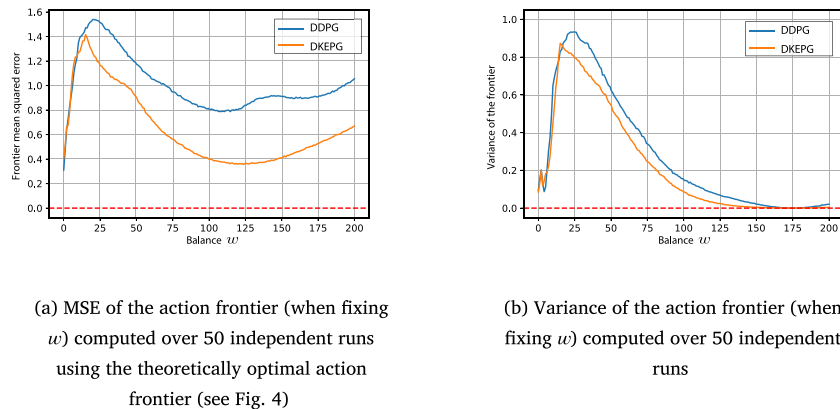 1.6
1.4
1.2
1.0
0.8
0.6
0.4
0.2
0.0
Frontier mean squared error
DDPG
DKEPG
0 25 50 75 100 125 150 175 200
Balance w
1.0
0.8
0.6
0.4
0.2
0.0
Variance of the frontier
DDPG
DKEPG
0 25 50 75 100 125 150 175 200
Balance w
(a) MSE of the action frontier (when fixing
w) computed over 50 independent runs
using the theoretically optimal action
frontier (see Fig. 4)
(b) Variance of the action frontier (when
fixing w) computed over 50 independent
runs